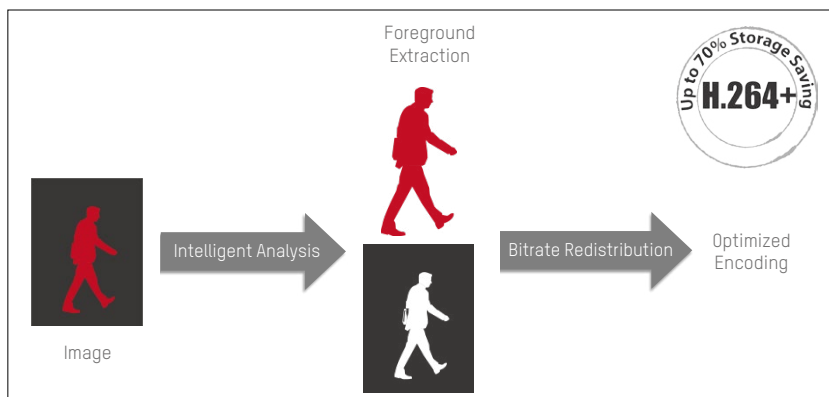 Foreground
Extraction
Up to 70% Storage Saving
H.264+
Intelligent Analysis
Bitrate Redistribution
Optimized
Encoding
Image